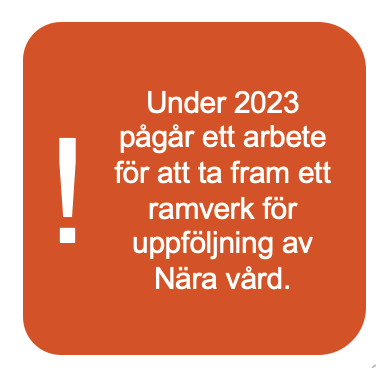 !
Under 2023
pågår ett arbete
för att ta fram ett
ramverk för
uppföljning av
Nära vård.